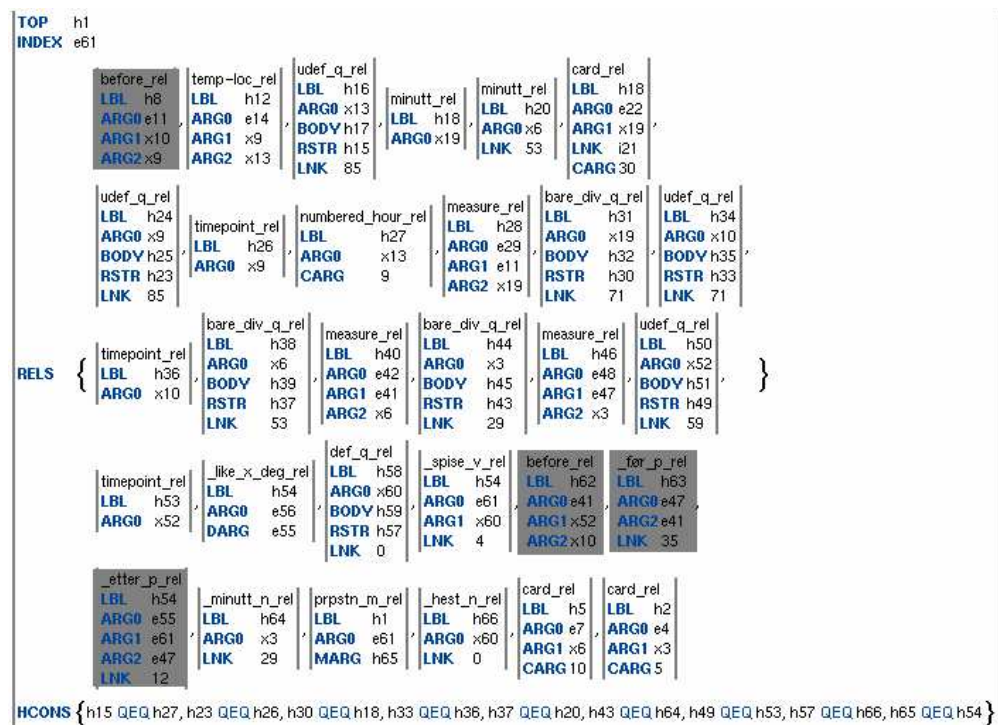 TOP h1
INDEX e61
before_rel
LBL h8
ARG0 e11
ARG1 x10
ARG2 x9
,
temp-loc_rel
LBL h12
ARG0 e14
ARG1 x9
ARG2 x13
,
udef_q_rel
LBL h16
ARG0 x13
BODY h17
RSTR h15
LNK 85
,
minutt_rel
LBL h18
ARG0 x19
,
minutt_rel
LBL h20
ARG0 x6
LNK 53
,
card_rel
LBL h18
ARG0 e22
ARG1 x19
LNK i21
CARG 30
,
udef_q_rel
LBL h24
ARG0 x9
BODY h25
RSTR h23
LNK 85
,
timepoint_rel
LBL h26
ARG0 x9
,
numbered_hour_rel
LBL h27
ARG0 x13
CARG 9
,
measure_rel
LBL h28
ARG0 e29
ARG1 e11
ARG2 x19
,
bare_div_q_rel
LBL h31
ARG0 x19
BODY h32
RSTR h30
LNK 71
,
udef_q_rel
LBL h34
ARG0 x10
BODY h35
RSTR h33
LNK 71
,
RELS {
timepoint_rel
LBL h36
ARG0 x10
,
bare_div_q_rel
LBL h38
ARG0 x6
BODY h39
RSTR h37
LNK 53
,
measure_rel
LBL h40
ARG0 e42
ARG1 e41
ARG2 x6
,
bare_div_q_rel
LBL h44
ARG0 x3
BODY h45
RSTR h43
LNK 29
,
measure_rel
LBL h46
ARG0 e48
ARG1 e47
ARG2 x3
,
udef_q_rel
LBL h50
ARG0 x52
BODY h51
RSTR h49
LNK 59
, }
timepoint_rel
LBL h53
ARG0 x52
,
_like_x_deg_rel
LBL h54
ARG0 e56
DARG e55
,
def_q_rel
LBL h58
ARG0 x60
BODY h59
RSTR h57
LNK 0
,
_spise_v_rel
LBL h54
ARG0 e61
ARG1 x60
LNK 4
,
before_rel
LBL h62
ARG0 e41
ARG1 x52
ARG2 x10
,
_før_p_rel
LBL h63
ARG0 e47
ARG2 e41
LNK 35
,
_etter_p_rel
LBL h54
ARG0 e55
ARG1 e61
ARG2 e47
LNK 12
,
_minutt_n_rel
LBL h64
ARG0 x3
LNK 29
,
prpstn_m_rel
LBL h1
ARG0 e61
MARG h65
,
_hest_n_rel
LBL h66
ARG0 x60
LNK 0
,
card_rel
LBL h5
ARG0 e7
ARG1 x6
CARG 10
,
card_rel
LBL h2
ARG0 e4
ARG1 x3
CARG 5
HCONS {h15 QEQ h27, h23 QEQ h26, h30 QEQ h18, h33 QEQ h36, h37 QEQ h20, h43 QEQ h64, h49 QEQ h53, h57 QEQ h66, h65 QEQ h54}